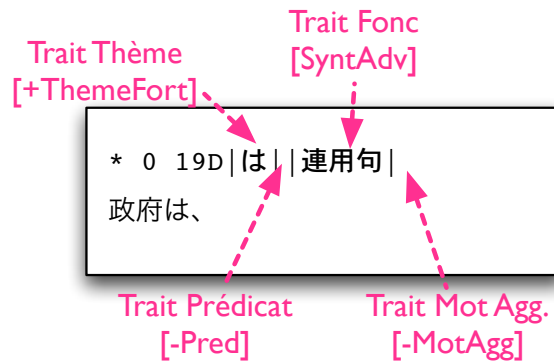 Trait Fonc
[SyntAdv]
Trait Thème
[+ThemeFort]
* 0 19D|は||連用句|
政府は、
Trait Prédicat
[-Pred]
Trait Mot Agg.
[-MotAgg]